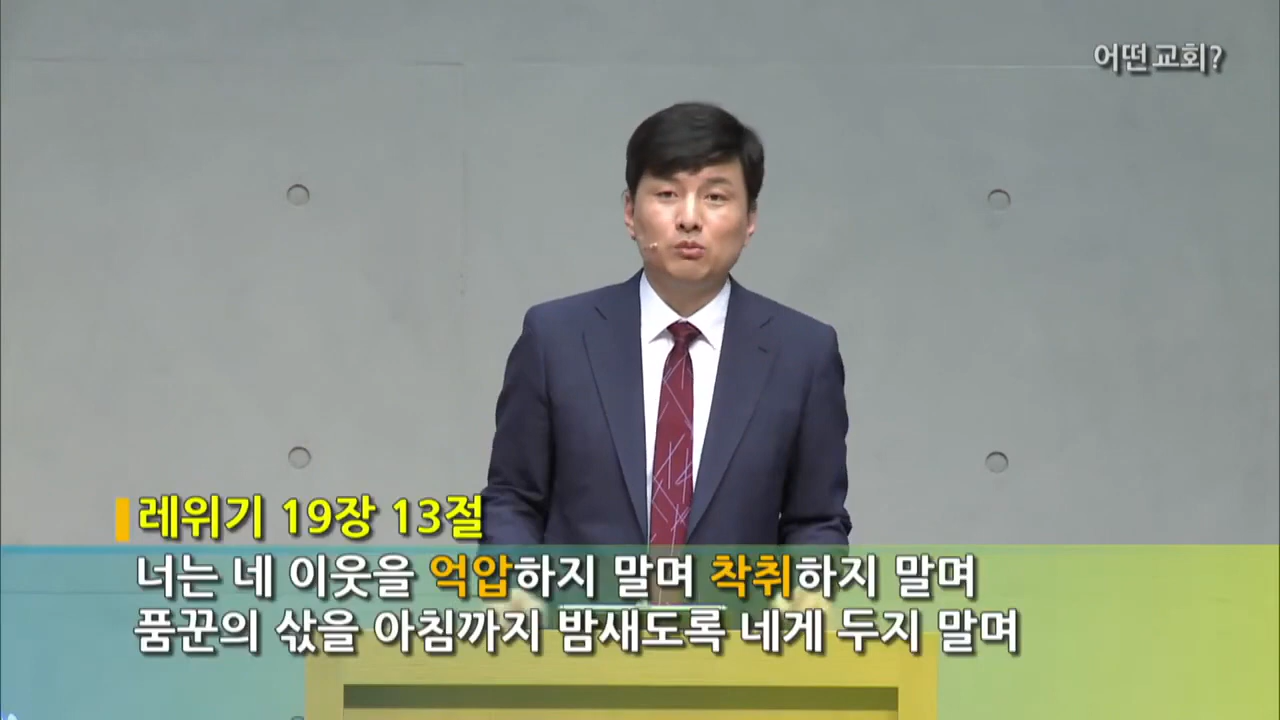 어떤 교회?
레위기 19장 13절
너는 네 이웃을 억압하지 말며 착취하지 말며
품꾼의 삯을 아침까지 밤새도록 네게 두지 말며